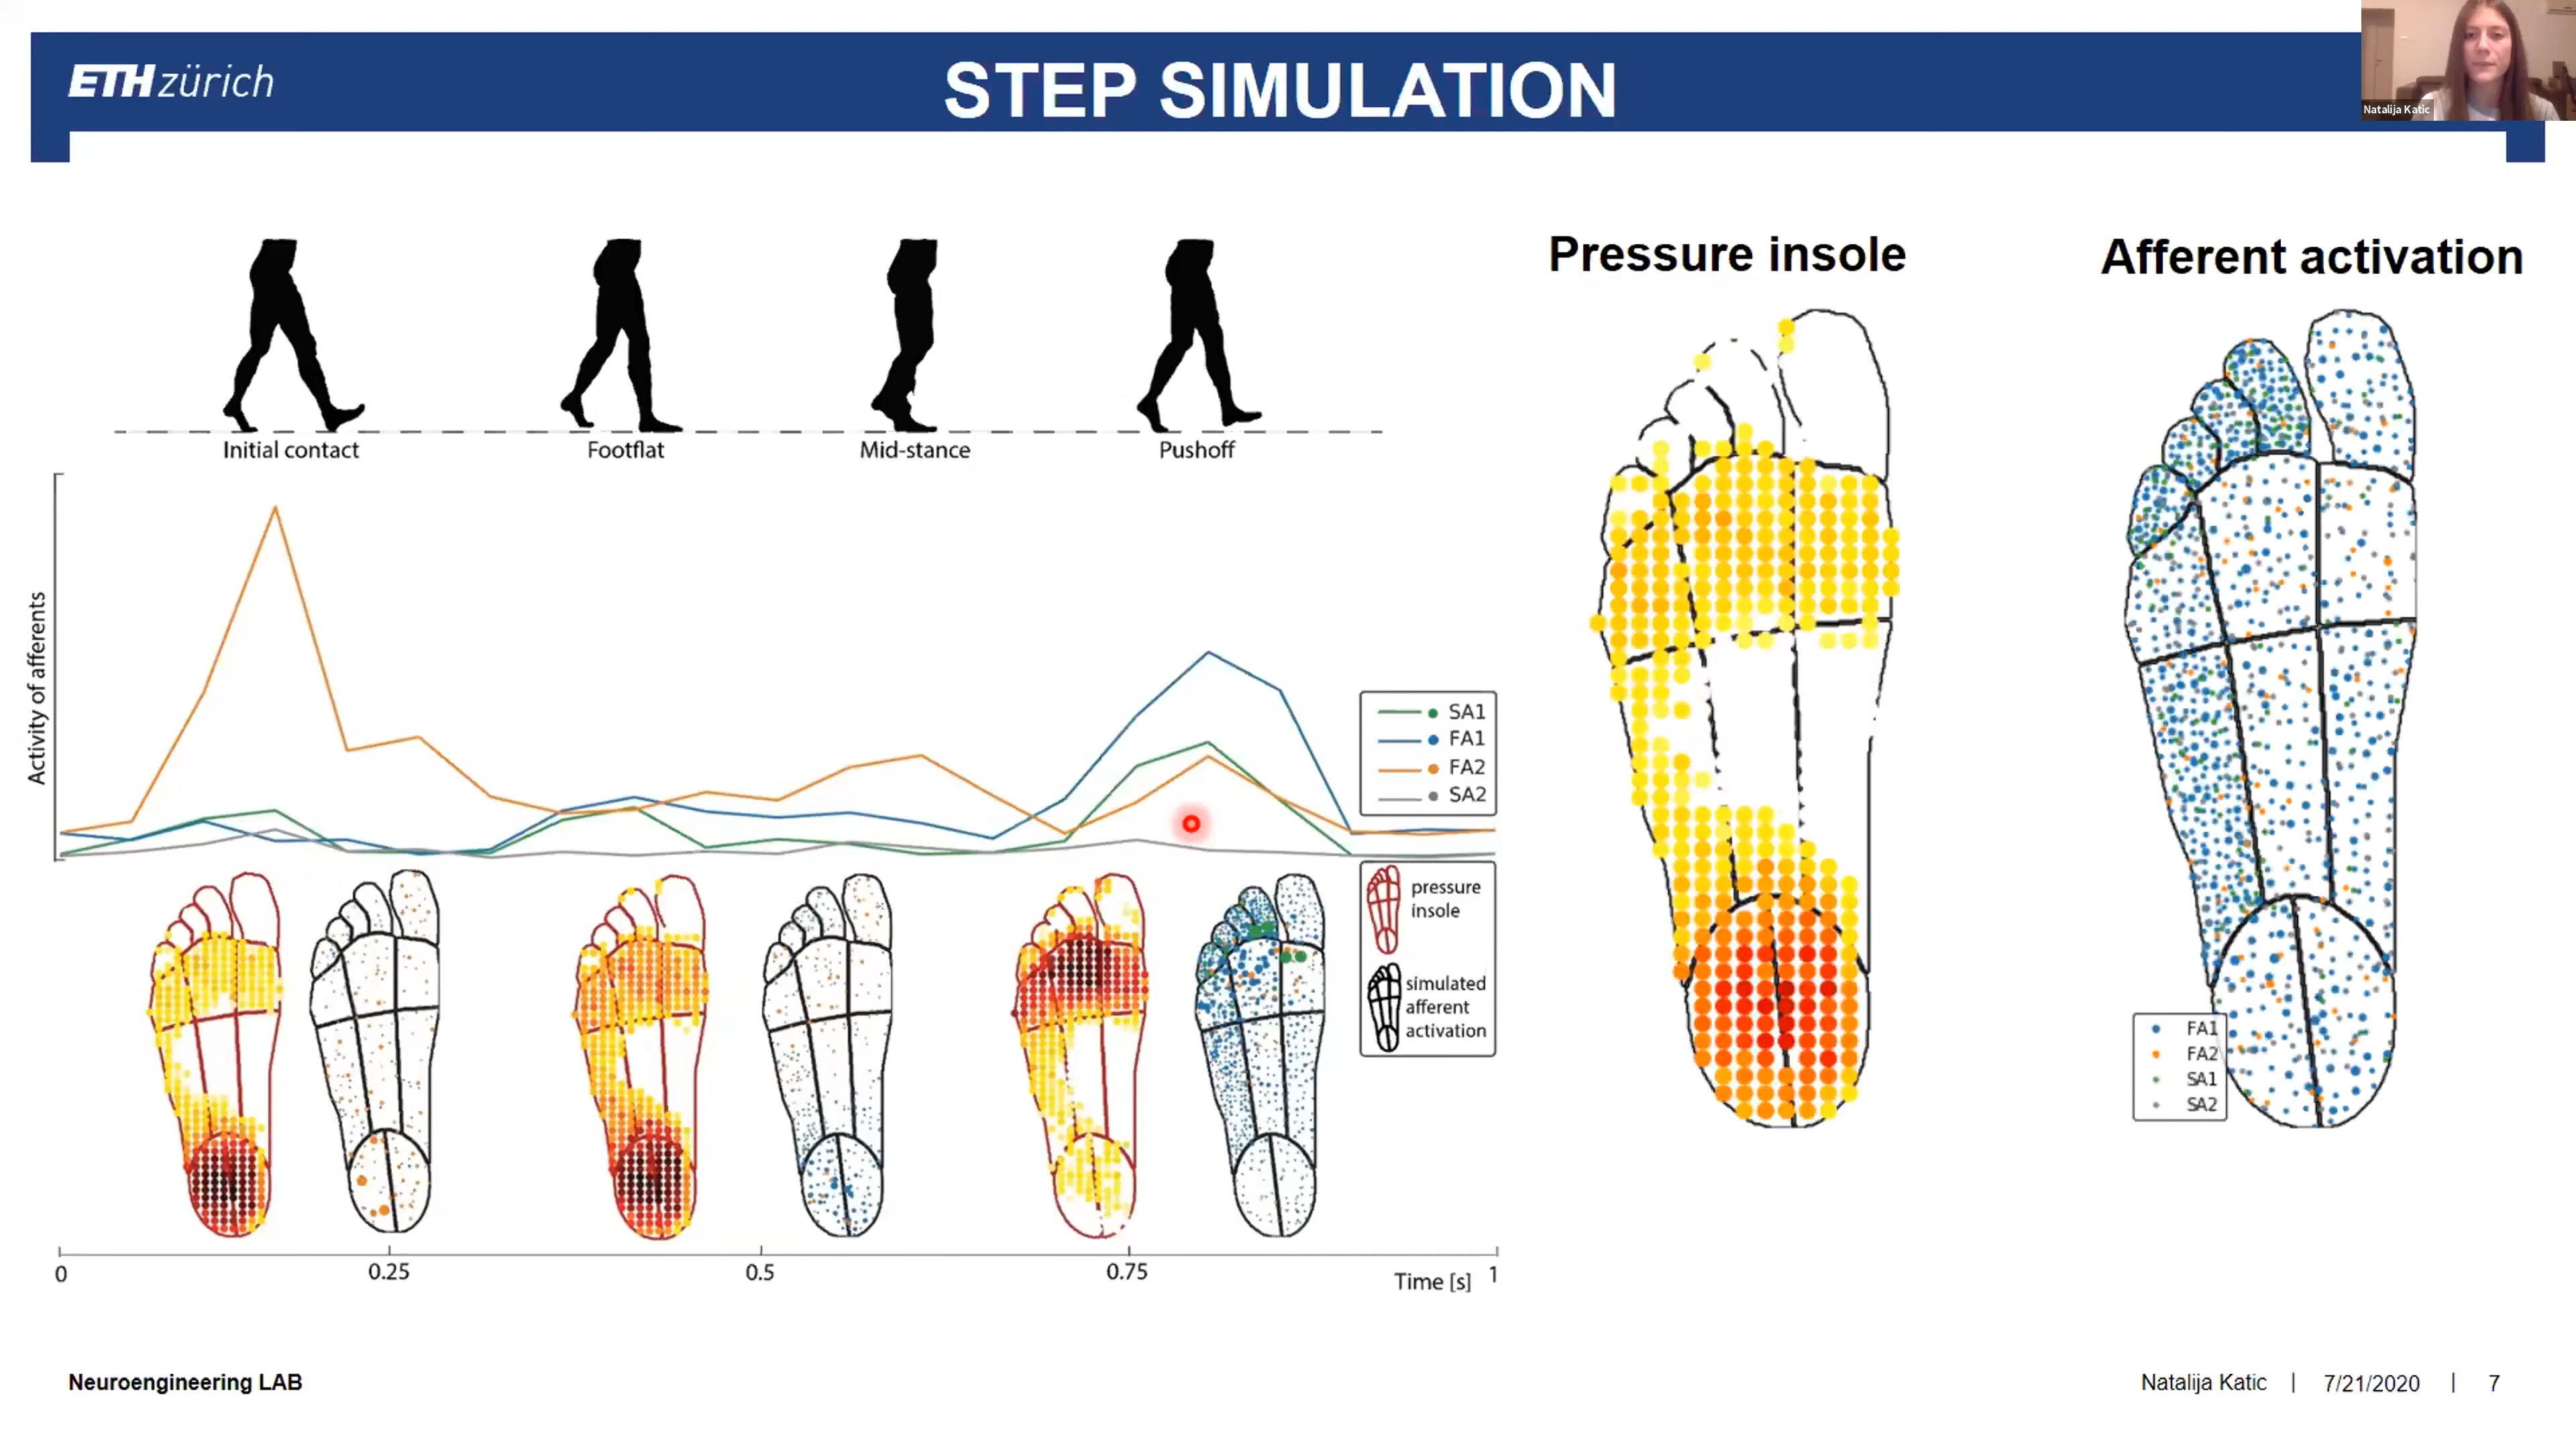 ETH zürich
STEP SIMULATION
Natalija Katic
Initial contact
Footflat
Mid-stance
Pushoff
Activity of afferents
SA1
FA1
FA2
SA2
pressure
insole
simulated
afferent
activation
0
0.25
0.5
0.75
Time [s]
1
Pressure insole
Afferent activation
FA1
FA2
SA1
SA2
Neuroengineering LAB
Natalija Katic | 7/21/2020 | 7